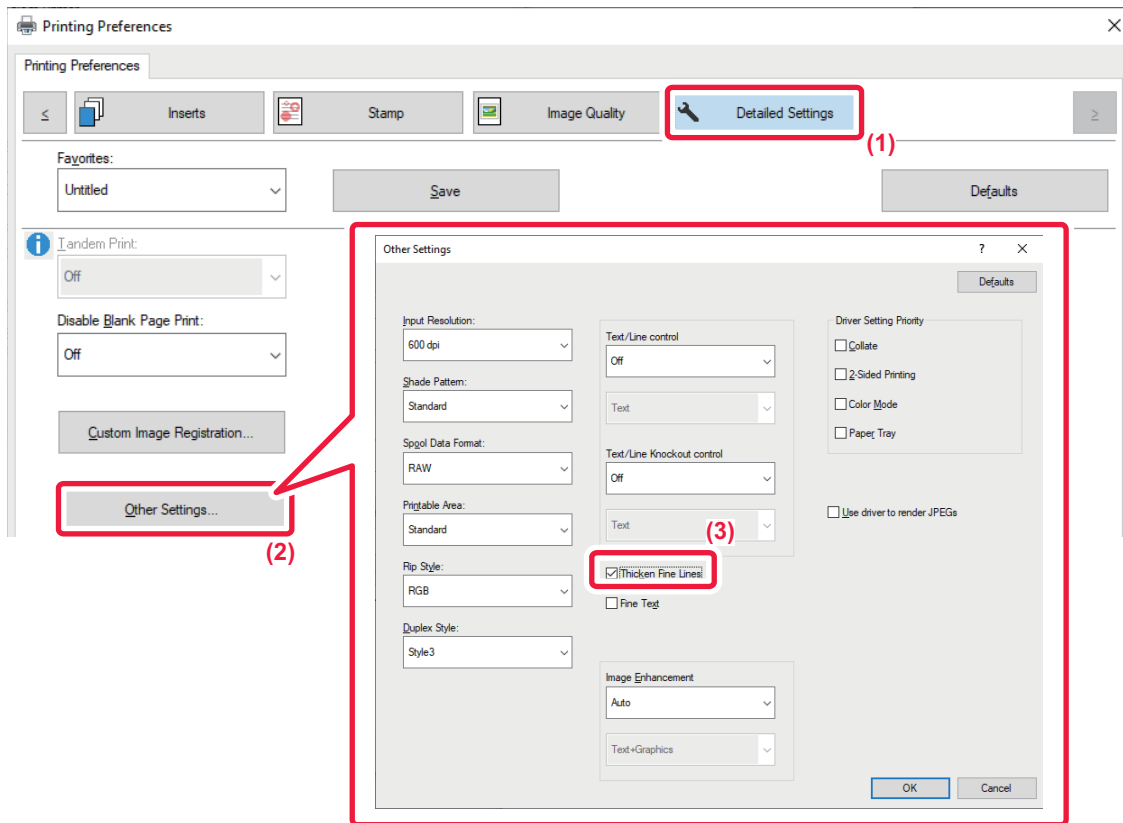 Printing Preferences
Printing Preferences
≤
Inserts
Stamp
Image Quality
Detailed Settings
≥
(1)
Favorites:
Untitled
Save
Defaults
Tandem Print:
Off
Disable Blank Page Print:
Off
Custom Image Registration...
Other Settings...
(2)
Other Settings
?
Defaults
Input Resolution:
600 dpi
Shade Pattern:
Standard
Spool Data Format:
RAW
Printable Area:
Standard
Rip Style:
RGB
Duplex Style:
Style3
Text/Line control
Off
Text
Text/Line Knockout control
Off
Text
(3)
Thicken Fine Lines
Fine Text
Image Enhancement
Auto
Text+Graphics
Driver Setting Priority
Collate
2-Sided Printing
Color Mode
Paper Tray
Use driver to render JPEGs
OK
Cancel